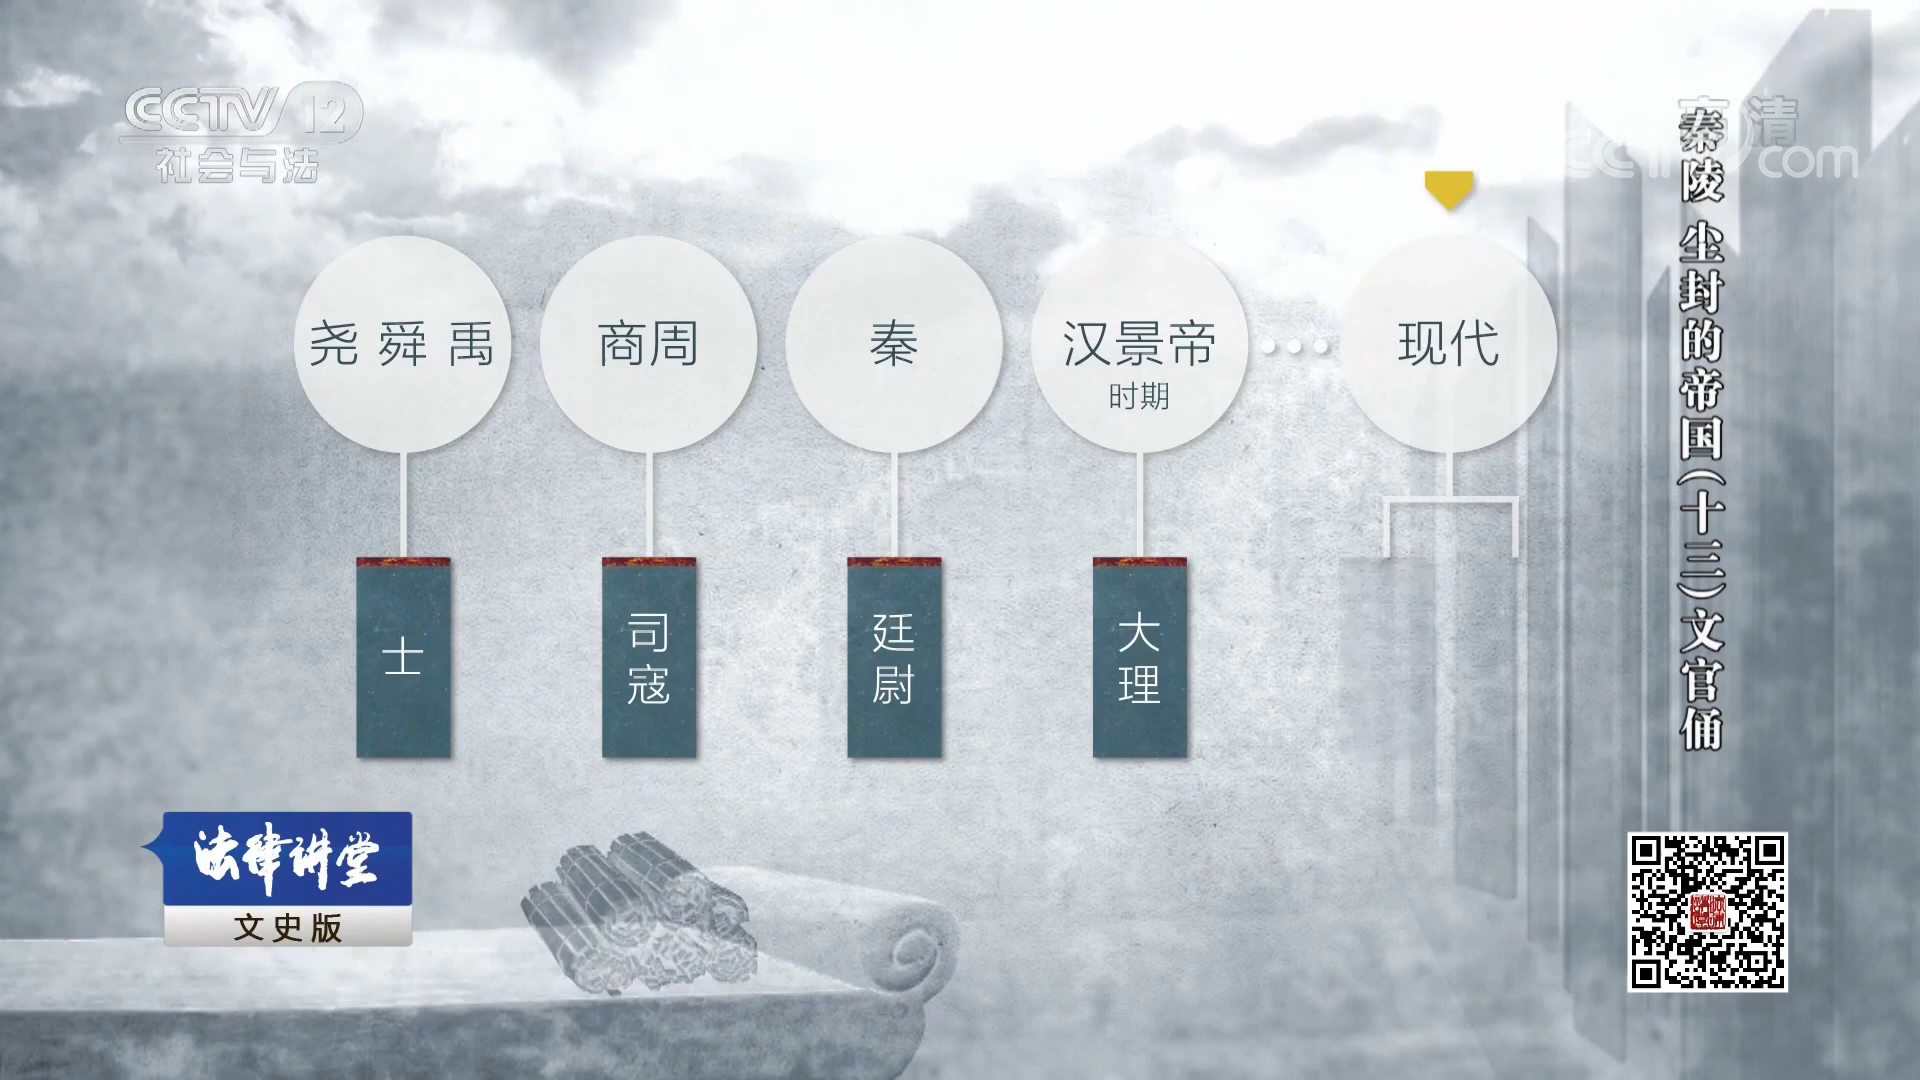 CCTV 12
社会与法
高清
cctv.com
尧 舜 禹
商周
秦
汉景帝
时期
现代
士
司寇
廷尉
大理
秦陵 尘封的帝国(十三)文官俑
法律讲堂
文史版